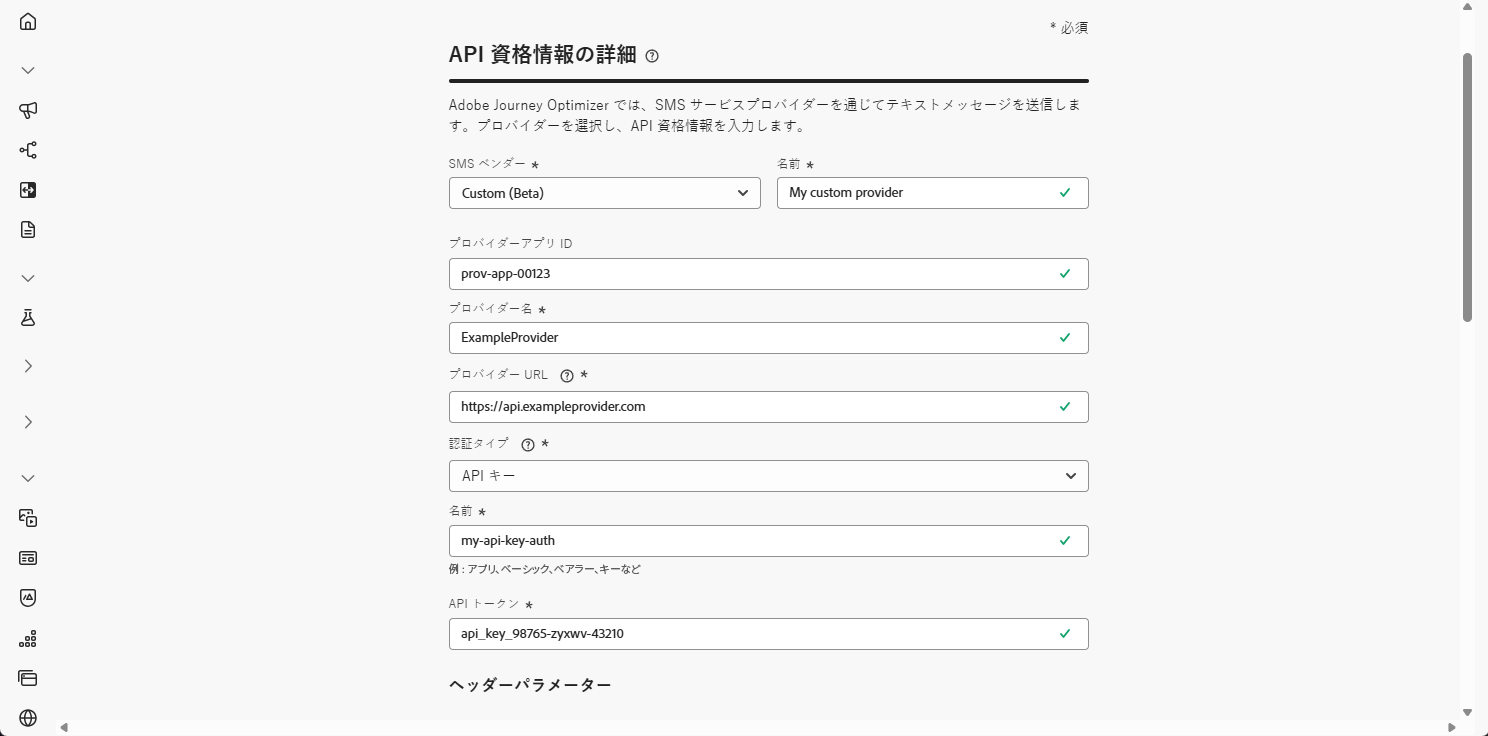 * 必須
API 資格情報の詳細
Adobe Journey Optimizer では、SMS サービスプロバイダーを通じてテキストメッセージを送信しま
す。プロバイダーを選択し、API 資格情報を入力します。
SMS ベンダー * 名前 *
Custom (Beta) My custom provider
プロバイダーアプリ ID
prov-app-00123
プロバイダー名 *
ExampleProvider
プロバイダー URL *
https://api.exampleprovider.com
認証タイプ *
API キー
名前 *
my-api-key-auth
例 : アプリ、ベーシック、ベアラー、キーなど
API トークン *
api_key_98765-zyxwv-43210
ヘッダーパラメーター